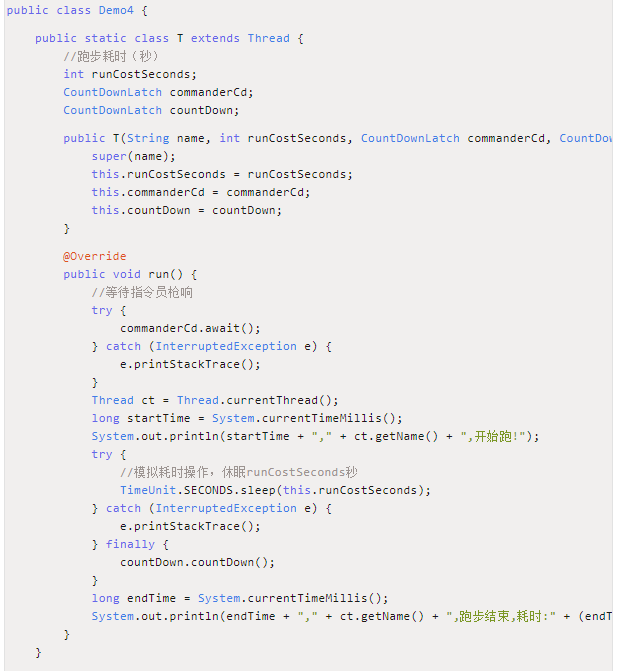 public class Demo4 {
public static class T extends Thread {
//跑步耗时（秒）
int runCostSeconds;
CountDownLatch commanderCd;
CountDownLatch countDown;
public T(String name, int runCostSeconds, CountDownLatch commanderCd, CountDow
super(name);
this.runCostSeconds = runCostSeconds;
this.commanderCd = commanderCd;
this.countDown = countDown;
}
@Override
public void run() {
//等待指令员枪响
try {
commanderCd.await();
} catch (InterruptedException e) {
e.printStackTrace();
}
Thread ct = Thread.currentThread();
long startTime = System.currentTimeMillis();
System.out.println(startTime + "," + ct.getName() + ",开始跑!");
try {
//模拟耗时操作，休眠runCostSeconds秒
TimeUnit.SECONDS.sleep(this.runCostSeconds);
} catch (InterruptedException e) {
e.printStackTrace();
} finally {
countDown.countDown();
}
long endTime = System.currentTimeMillis();
System.out.println(endTime + "," + ct.getName() + ",跑步结束,耗时:" + (endT
}
}